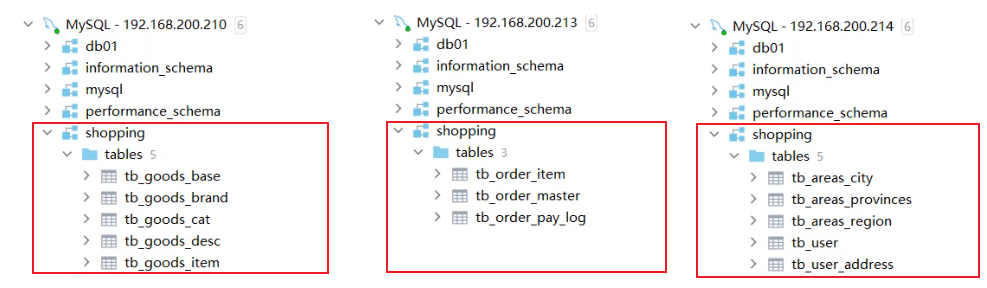 MySQL - 192.168.200.210 6
db01
information_schema
mysql
performance_schema
shopping
tables 5
tb_goods_base
tb_goods_brand
tb_goods_cat
tb_goods_desc
tb_goods_item
MySQL - 192.168.200.213 6
db01
information_schema
mysql
performance_schema
shopping
tables 3
tb_order_item
tb_order_master
tb_order_pay_log
MySQL - 192.168.200.214 6
db01
information_schema
mysql
performance_schema
shopping
tables 5
tb_areas_city
tb_areas_provinces
tb_areas_region
tb_user
tb_user_address